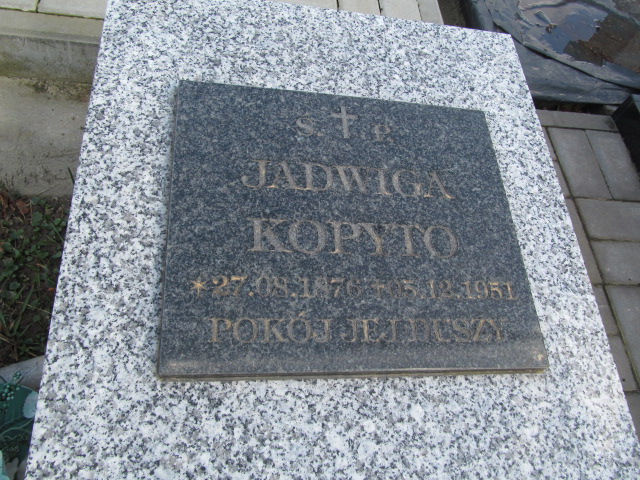 Ś. † P.
JADWIGA
KOPYTO
*27.08.1876 †05.12.1951
POKÓJ JEJ DUSZY